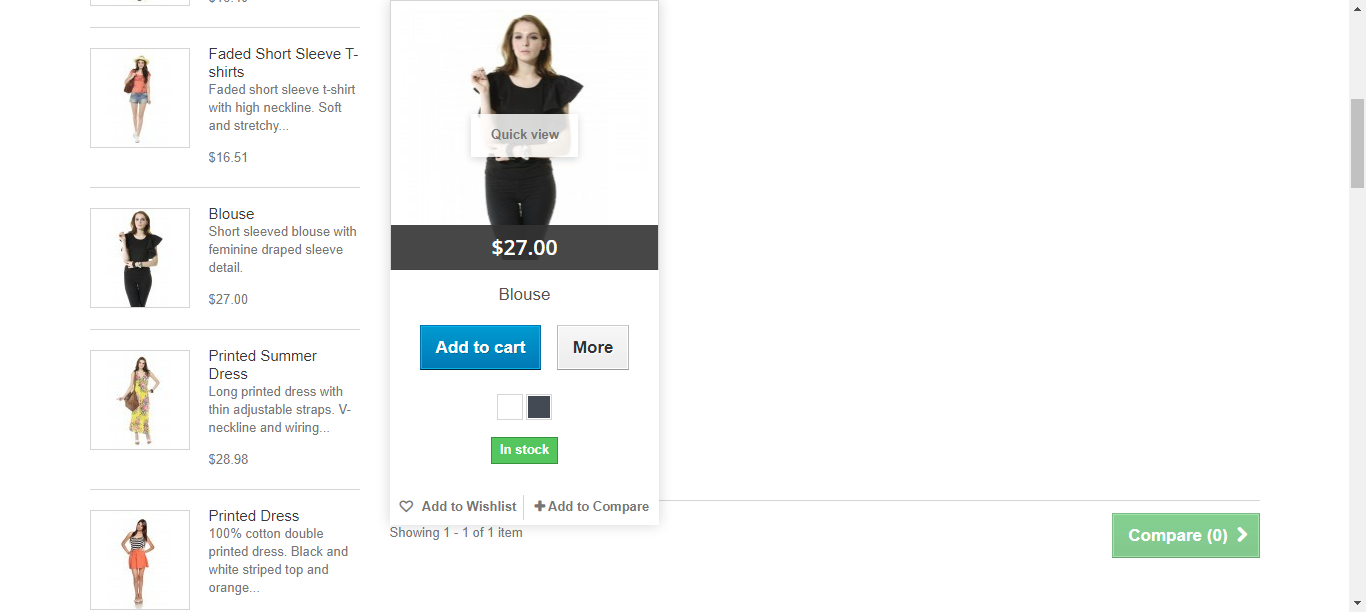 Faded Short Sleeve T-
shirts
Faded short sleeve t-shirt
with high neckline. Soft
and stretchy...
$16.51
Blouse
Short sleeved blouse with
feminine draped sleeve
detail.
$27.00
Printed Summer
Dress
Long printed dress with
thin adjustable straps. V-
neckline and wiring...
$28.98
Printed Dress
100% cotton double
printed dress. Black and
white striped top and
orange...
Quick view
$27.00
Blouse
Add to cart More
In stock
Add to Wishlist Add to Compare
Showing 1 - 1 of 1 item
Compare (0)